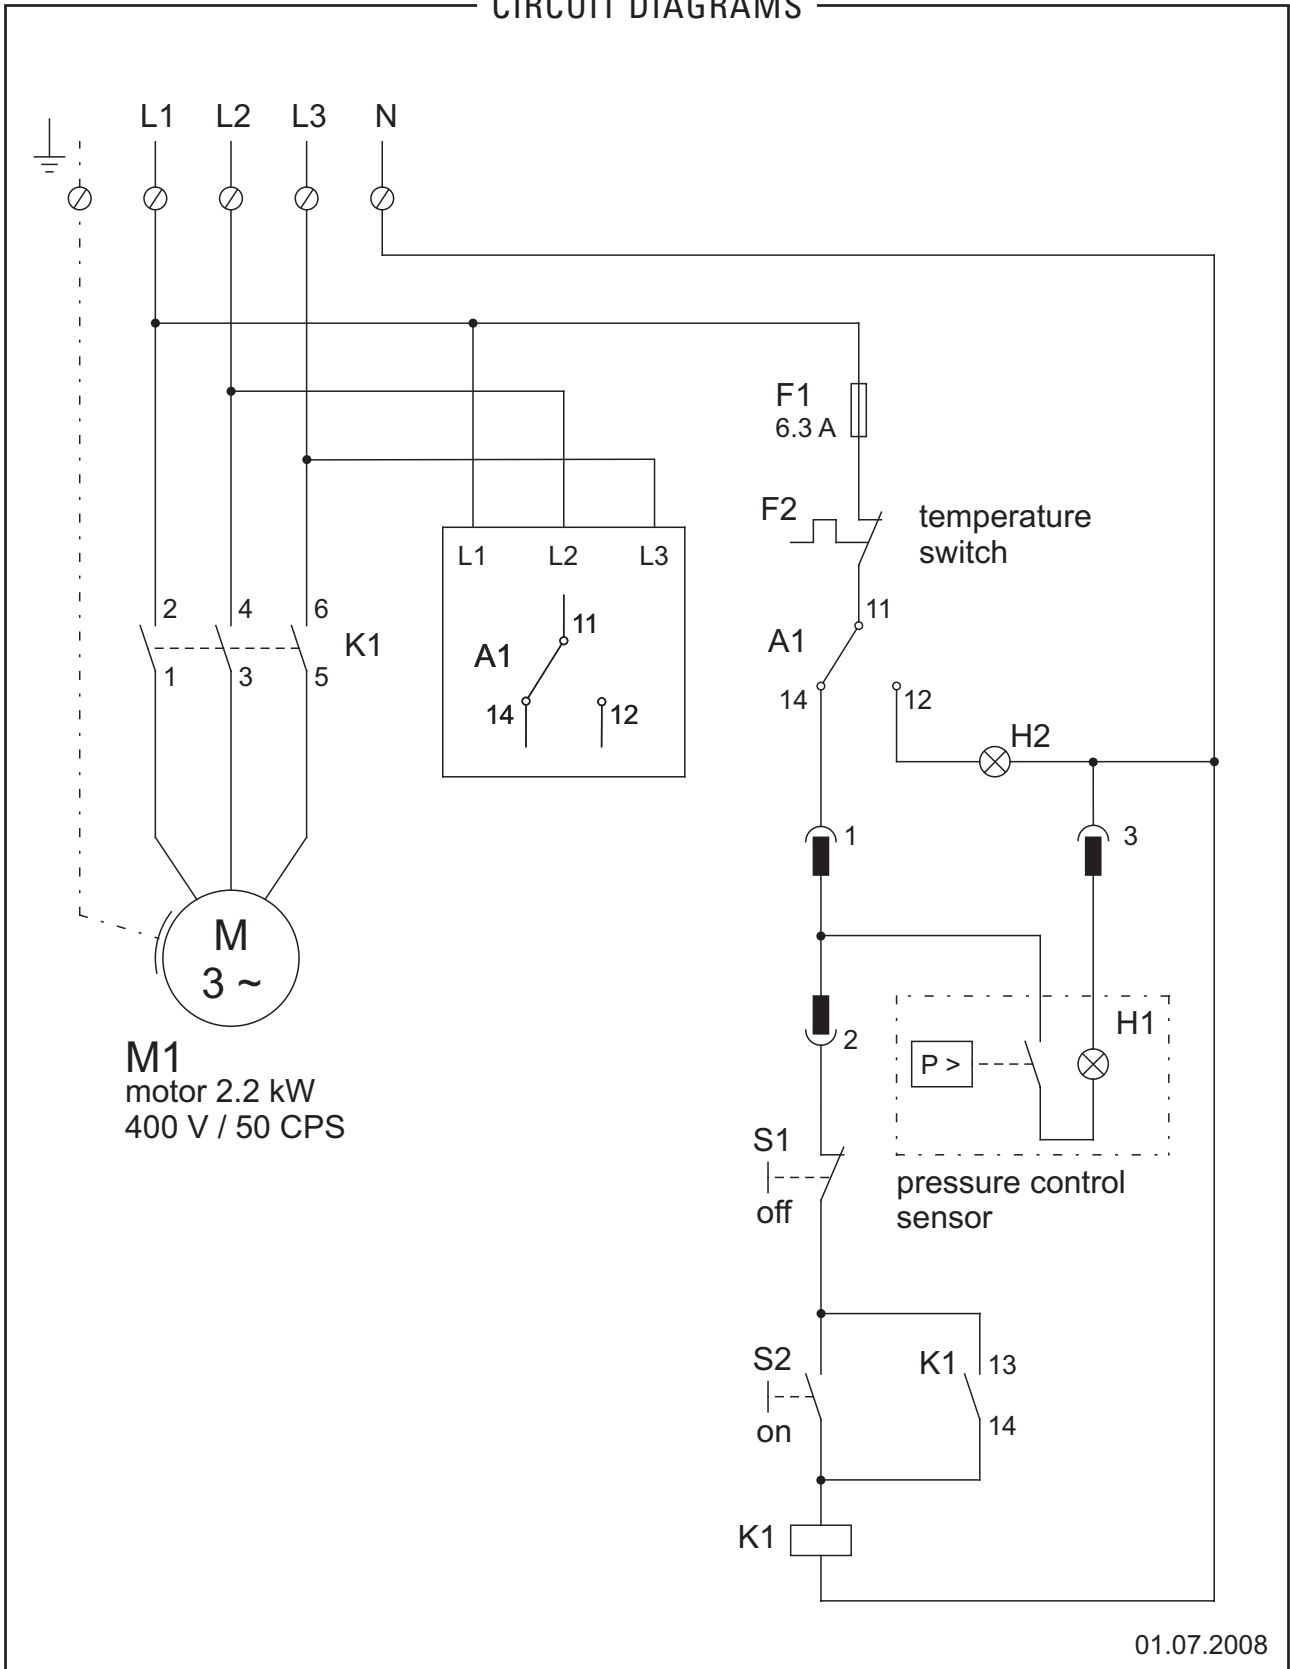 CIRCUIT DIAGRAMS
L1 L2 L3 N
F1
6.3 A
F2
temperature
switch
L1 L2 L3
11
A1
14 12
11
A1
14 12
2 4 6
K1
1 3 5
H2
1 3
M
3 ~
M1
motor 2.2 kW
400 V / 50 CPS
2
H1
P >
pressure control
sensor
S1
off
S2
on
K1 13
14
K1
01.07.2008